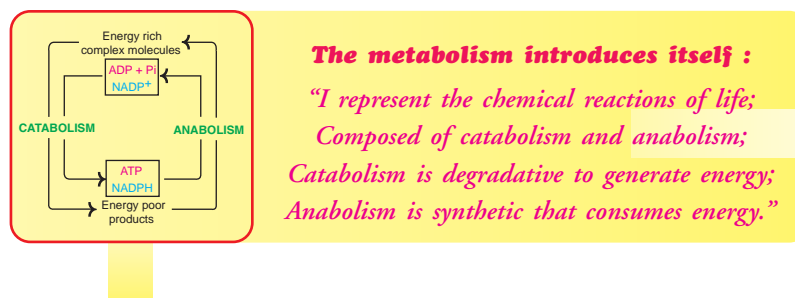 Energy rich
complex molecules
ADP + Pi
NADP+
CATABOLISM
ANABOLISM
ATP
NADPH
Energy poor
products
The metabolism introduces itself :
“I represent the chemical reactions of life;
Composed of catabolism and anabolism;
Catabolism is degradative to generate energy;
Anabolism is synthetic that consumes energy.”